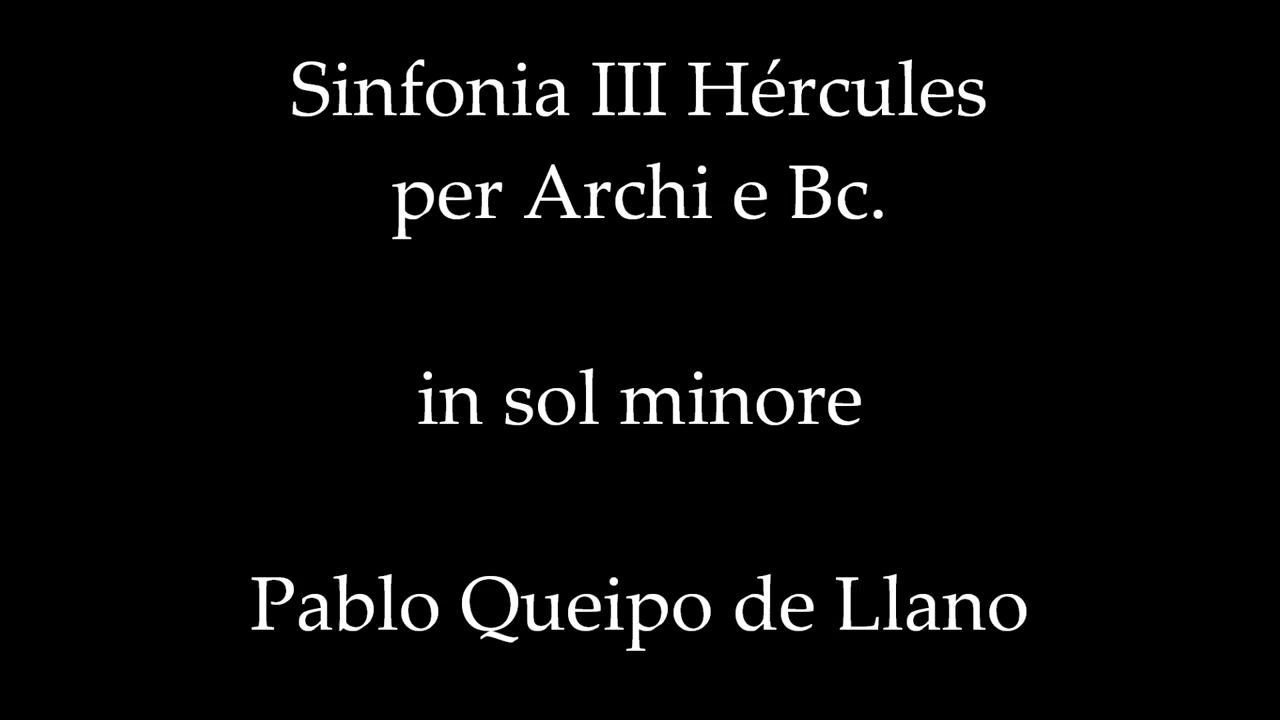 Sinfonia III Hércules
per Archi e Bc.
in sol minore
Pablo Queipo de Llano